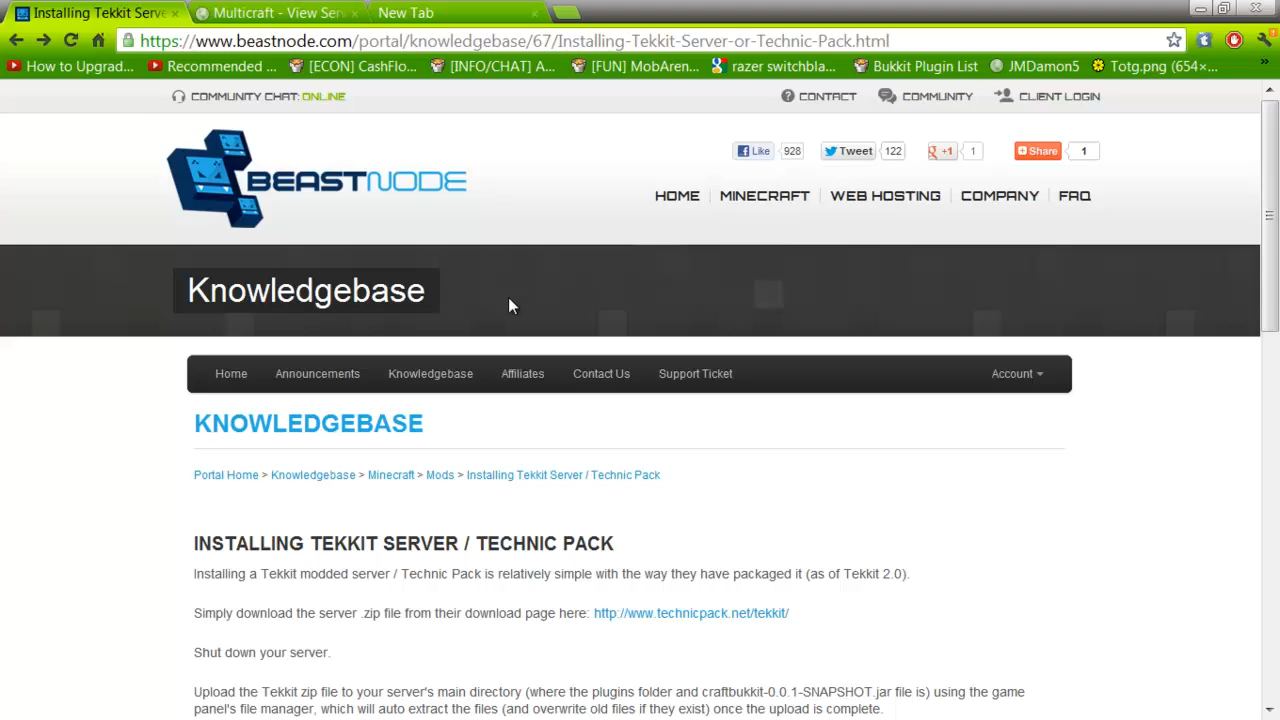 Installing Tekkit Serve
Multicraft - View Ser
New Tab
https://www.beastnode.com/portal/knowledgebase/67/Installing-Tekkit-Server-or-Technic-Pack.html
How to Upgrad...
Recommended ...
[ECON] CashFlo...
[INFO/CHAT] A...
[FUN] MobAren...
razer switchbla...
Bukkit Plugin List
JMDamon5
Totg.png (654×...
COMMUNITY CHAT: ONLINE
CONTACT
COMMUNITY
CLIENT LOGIN
BEASTNODE
Like 928
Tweet 122
+1 1
Share 1
HOME
MINECRAFT
WEB HOSTING
COMPANY
FAQ
Knowledgebase
Home
Announcements
Knowledgebase
Affiliates
Contact Us
Support Ticket
Account
KNOWLEDGEBASE
Portal Home > Knowledgebase > Minecraft > Mods > Installing Tekkit Server / Technic Pack
INSTALLING TEKKIT SERVER / TECHNIC PACK
Installing a Tekkit modded server / Technic Pack is relatively simple with the way they have packaged it (as of Tekkit 2.0).
Simply download the server .zip file from their download page here: http://www.technicpack.net/tekkit/
Shut down your server.
Upload the Tekkit zip file to your server's main directory (where the plugins folder and craftbukkit-0.0.1-SNAPSHOT.jar file is) using the game
panel's file manager, which will auto extract the files (and overwrite old files if they exist) once the upload is complete.